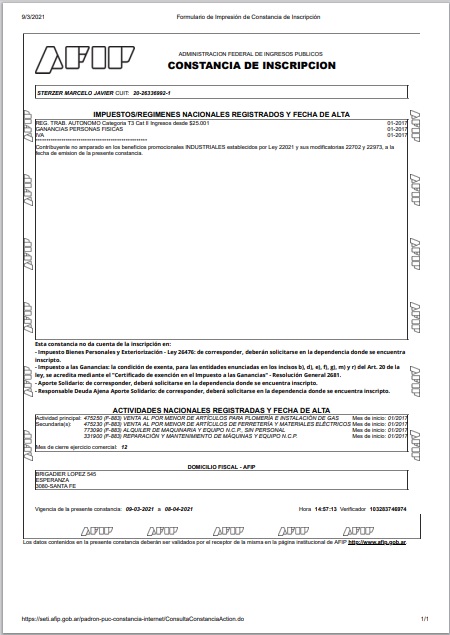 9/3/2021 Formulario de Impresión de Constancia de Inscripción
AFIP
ADMINISTRACION FEDERAL DE INGRESOS PUBLICOS
CONSTANCIA DE INSCRIPCION
STERZER MARCELO JAVIER CUIT: 20-26336992-1
IMPUESTOS/REGIMENES NACIONALES REGISTRADOS Y FECHA DE ALTA
REG. TRAB. AUTONOMO Categoria T3 Cat II Ingresos desde $25.001 01-2017
GANANCIAS PERSONAS FISICAS 01-2017
IVA 01-2017
Contribuyente no amparado en los beneficios promocionales INDUSTRIALES establecidos por Ley 22021 y sus modificatorias 22702 y 22973, a la
fecha de emisión de la presente constancia.
Esta constancia no da cuenta de la inscripción en:
- Impuesto Bienes Personales y Exteriorización - Ley 26476: de corresponder, deberán solicitarse en la dependencia donde se encuentra
inscripto.
- Impuesto a las Ganancias: la condición de exenta, para las entidades enunciadas en los incisos b), d), e), f), g), m) y r) del Art. 20 de la
ley, se acredita mediante el "Certificado de exención en el Impuesto a las Ganancias" - Resolución General 2681.
- Aporte Solidario: de corresponder, deberá solicitarse en la dependencia donde se encuentra inscripto.
- Responsable Deuda Ajena Aporte Solidario: de corresponder, deberá solicitarse en la dependencia donde se encuentra inscripto.
ACTIVIDADES NACIONALES REGISTRADAS Y FECHA DE ALTA
Actividad principal: 475250 (F-883) VENTA AL POR MENOR DE ARTÍCULOS PARA PLOMERÍA E INSTALACIÓN DE GAS Mes de inicio: 01/2017
Secundaria(s): 475230 (F-883) VENTA AL POR MENOR DE ARTÍCULOS DE FERRETERÍA Y MATERIALES ELÉCTRICOS Mes de inicio: 01/2017
773090 (F-883) ALQUILER DE MAQUINARIA Y EQUIPO N.C.P., SIN PERSONAL Mes de inicio: 01/2017
331900 (F-883) REPARACIÓN Y MANTENIMIENTO DE MÁQUINAS Y EQUIPO N.C.P. Mes de inicio: 01/2017
Mes de cierre ejercicio comercial: 12
DOMICILIO FISCAL - AFIP
BRIGADIER LOPEZ 545
ESPERANZA
3080-SANTA FE
Vigencia de la presente constancia: 09-03-2021 a 08-04-2021 Hora 14:57:13 Verificador 103283746974
AFIP AFIP AFIP AFIP AFIP
Los datos contenidos en la presente constancia deberán ser validados por el receptor de la misma en la página institucional de AFIP http://www.afip.gob.ar
https://seti.afip.gob.ar/padron-puc-constancia-internet/ConsultaConstanciaAction.do 1/1